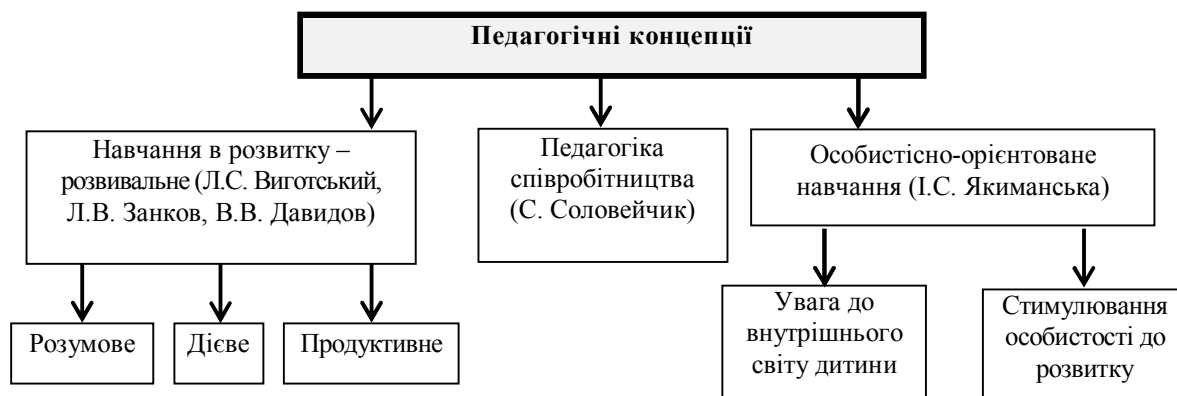 Педагогічні концепції
Навчання в розвитку –
розвивальне (Л.С. Виготський,
Л.В. Занков, В.В. Давидов)
Педагогіка
співробітництва
(С. Соловейчик)
Особистісно-орієнтоване
навчання (І.С. Якиманська)
Розумове
Дієве
Продуктивне
Увага до
внутрішнього
світу дитини
Стимулювання
особистості до
розвитку